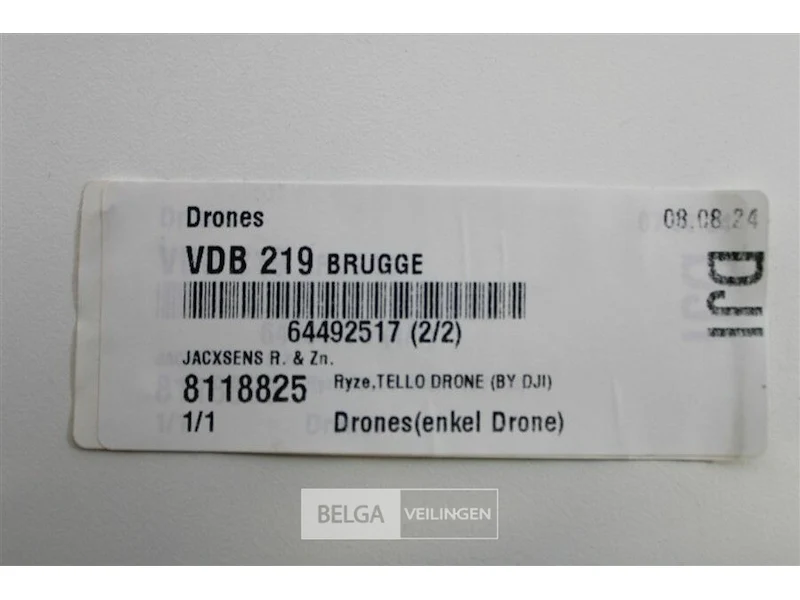 Drones 08.08.24
VDB 219 BRUGGE
DJI
64492517 (2/2)
JACXSENS R. & Zn.
8118825 Ryze,TELLO DRONE (BY DJI)
1/1 Drones(enkel Drone)
BELGA VEILINGEN